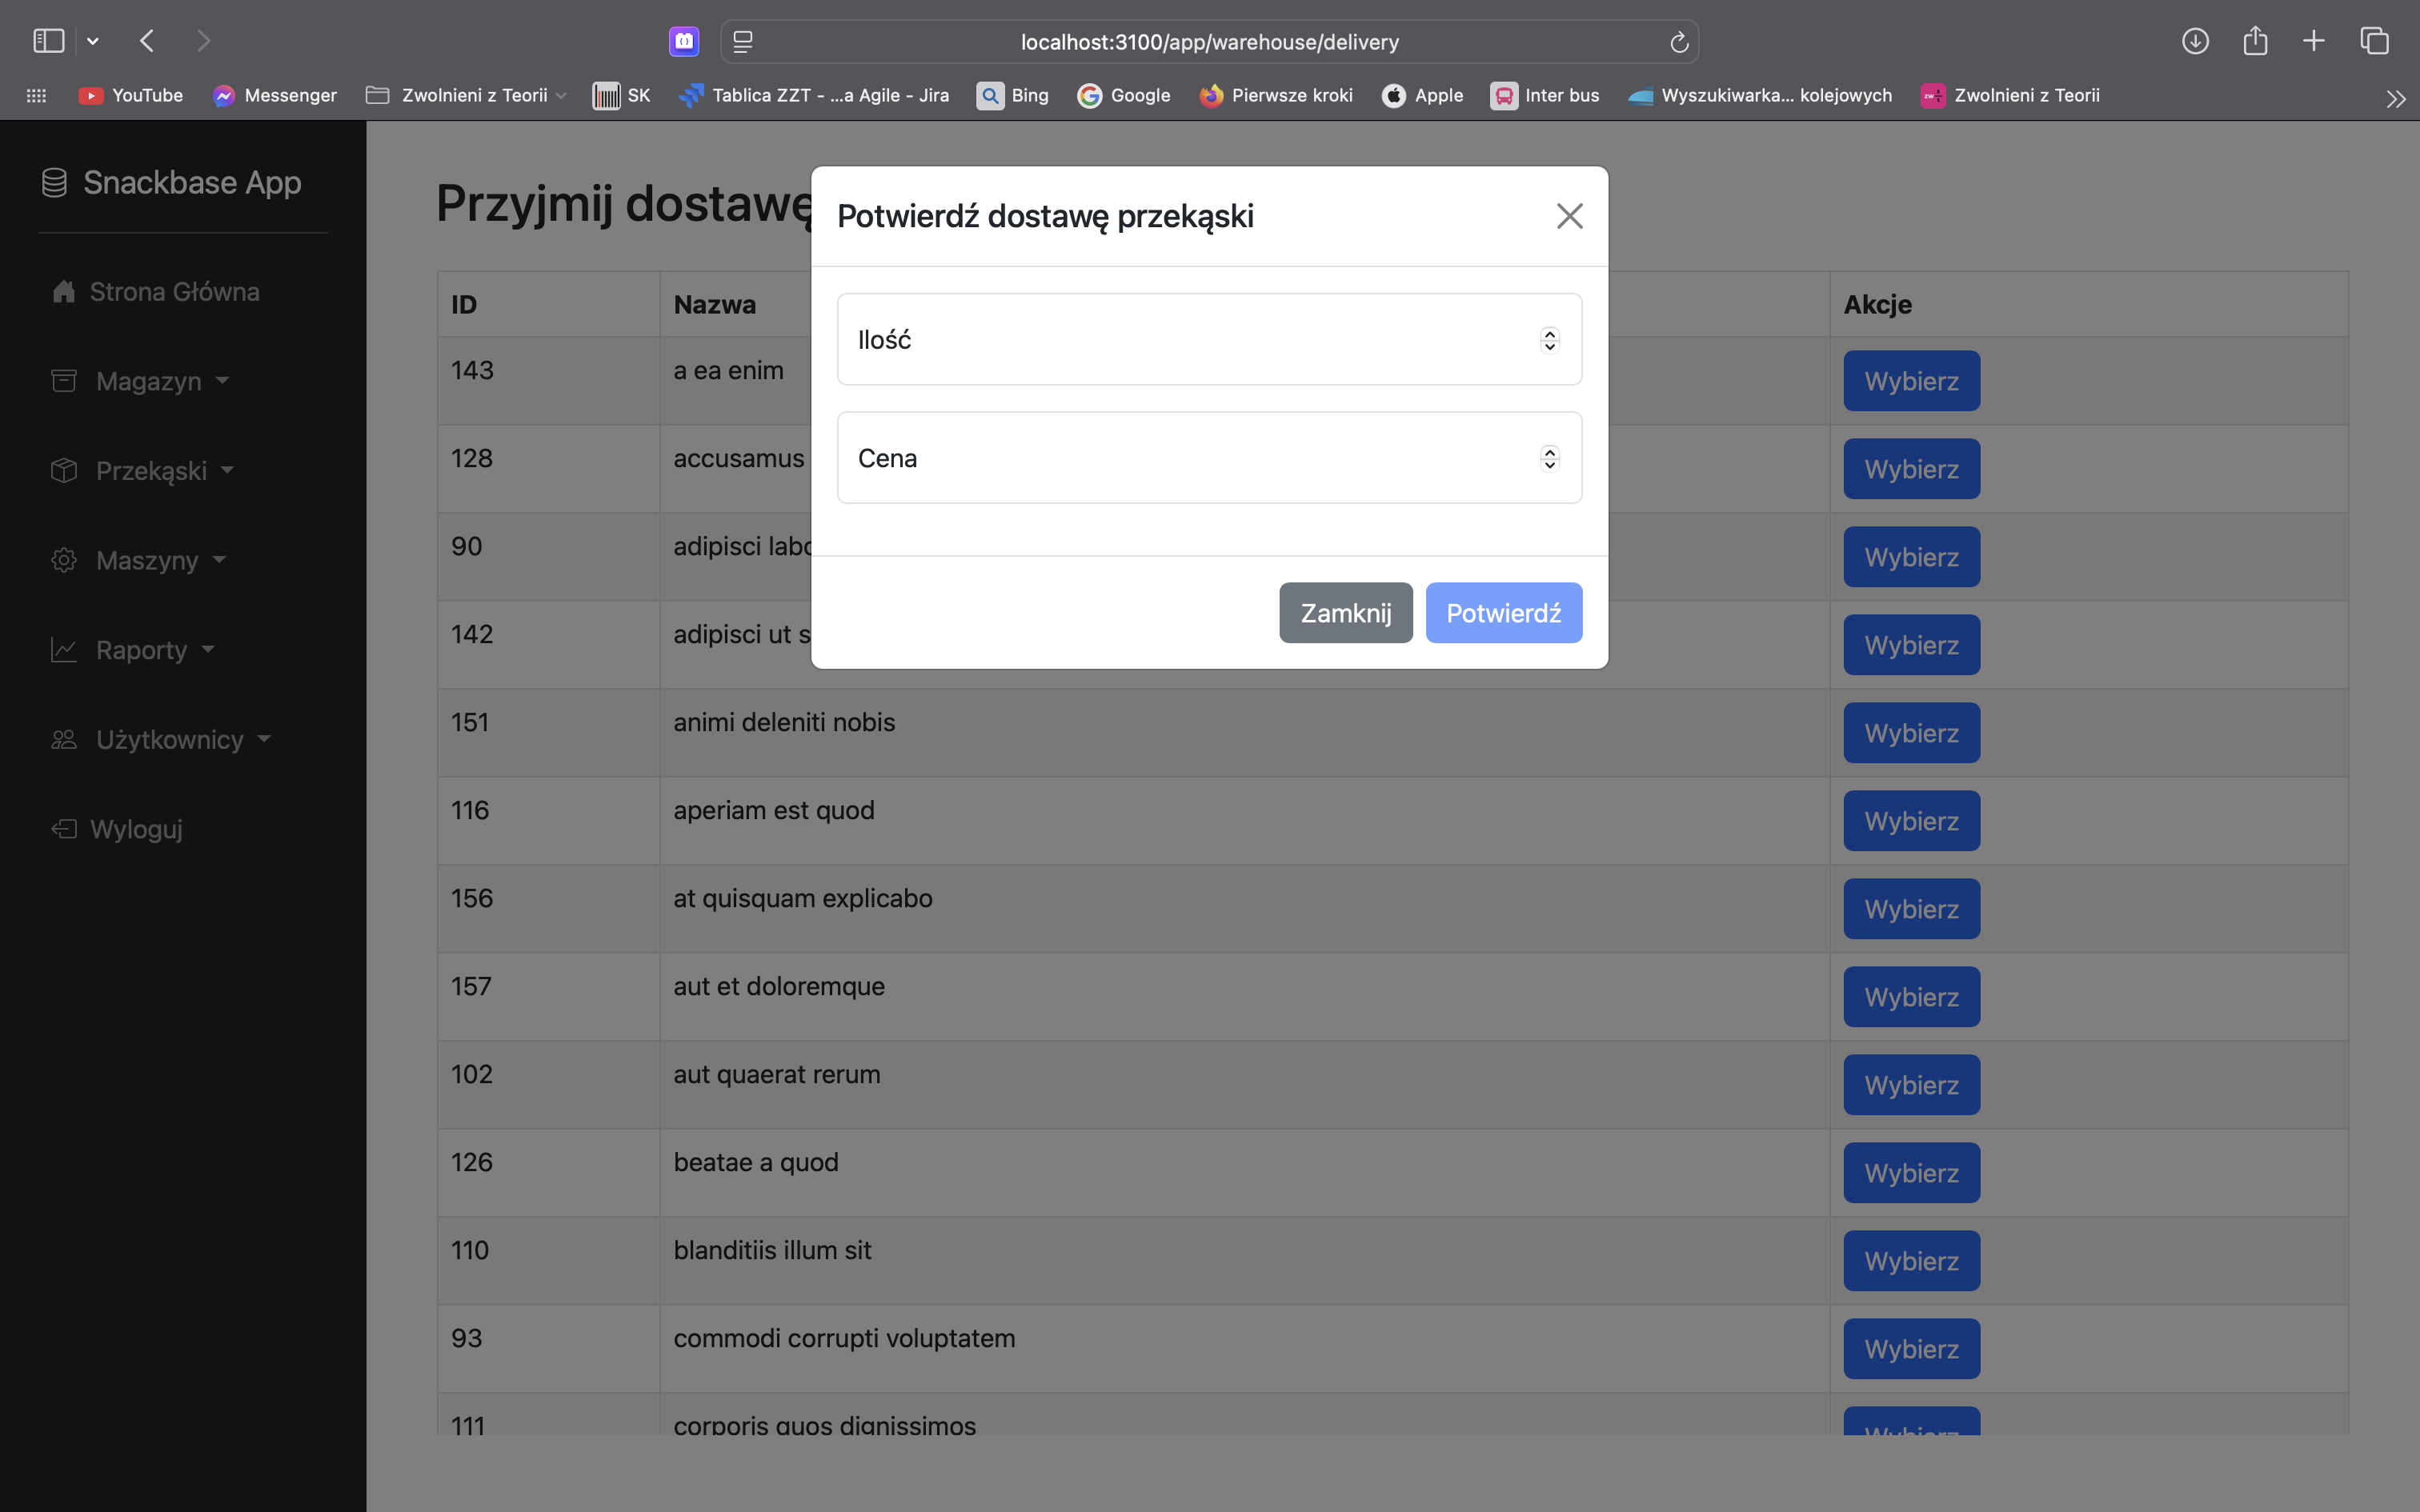 localhost:3100/app/warehouse/delivery
YouTube Messenger Zwolnieni z Teorii SK Tablica ZZT - ...a Agile - Jira Bing Google Pierwsze kroki Apple Inter bus Wyszukiwarka... kolejowych Zwolnieni z Teorii
Snackbase App
Strona Główna
Magazyn
Przekąski
Maszyny
Raporty
Użytkownicy
Wyloguj
Przyjmij dostawę
Potwierdź dostawę przekąski
Ilość
Cena
Zamknij Potwierdź
ID Nazwa Akcje
143 a ea enim Wybierz
128 accusamus Wybierz
90 adipisci labo Wybierz
142 adipisci ut s Wybierz
151 animi deleniti nobis Wybierz
116 aperiam est quod Wybierz
156 at quisquam explicabo Wybierz
157 aut et doloremque Wybierz
102 aut quaerat rerum Wybierz
126 beatae a quod Wybierz
110 blanditiis illum sit Wybierz
93 commodi corrupti voluptatem Wybierz
111 corporis quos dignissimos Wybierz